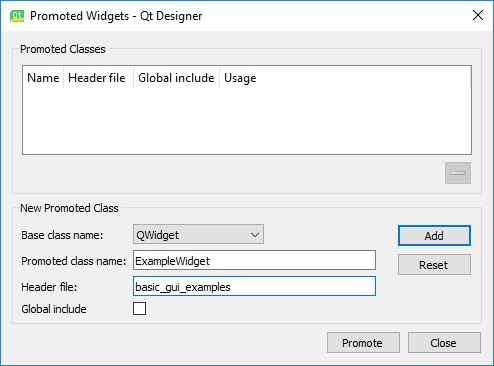 Qt Promoted Widgets - Qt Designer
Promoted Classes
Name Header file Global include Usage
New Promoted Class
Base class name: QWidget Add
Promoted class name: ExampleWidget
Reset
Header file: basic_gui_examples
Global include
Promote Close